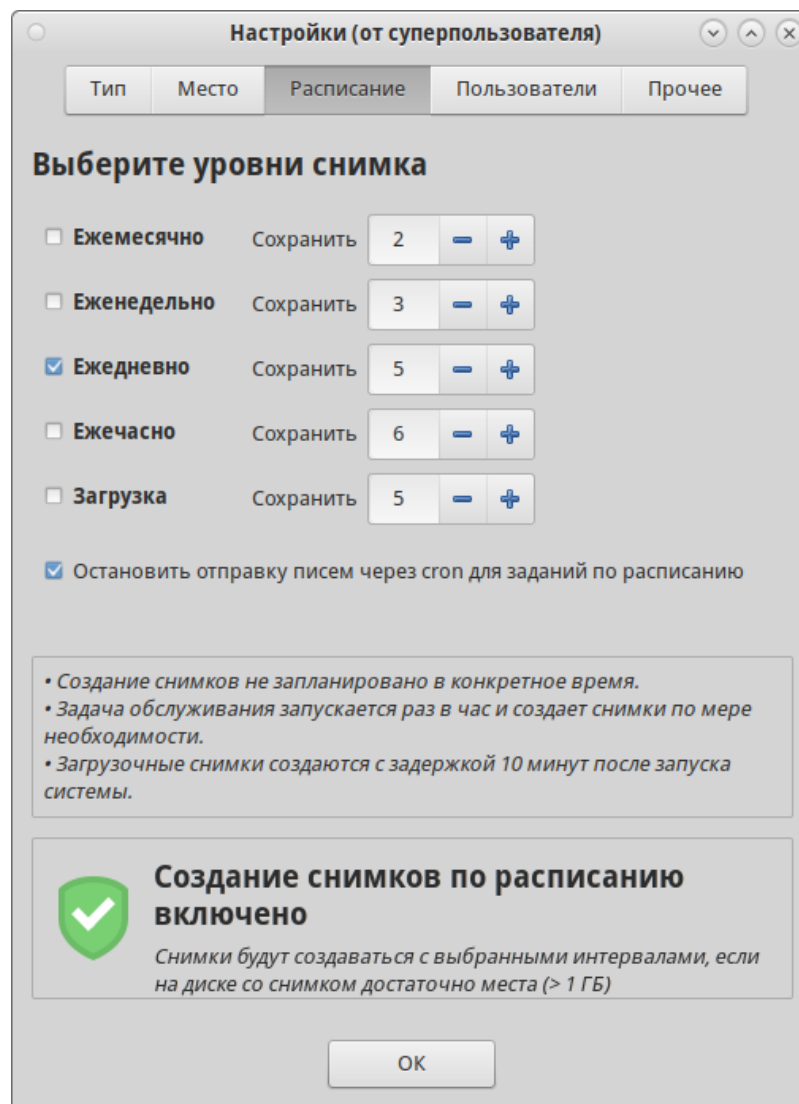 Настройки (от суперпользователя)
Тип Место Расписание Пользователи Прочее
Выберите уровни снимка
Ежемесячно Сохранить 2
Еженедельно Сохранить 3
Ежедневно Сохранить 5
Ежечасно Сохранить 6
Загрузка Сохранить 5
Остановить отправку писем через cron для заданий по расписанию
• Создание снимков не запланировано в конкретное время.
• Задача обслуживания запускается раз в час и создает снимки по мере
необходимости.
• Загрузочные снимки создаются с задержкой 10 минут после запуска
системы.
Создание снимков по расписанию
включено
Снимки будут создаваться с выбранными интервалами, если
на диске со снимком достаточно места (> 1 ГБ)
ОК